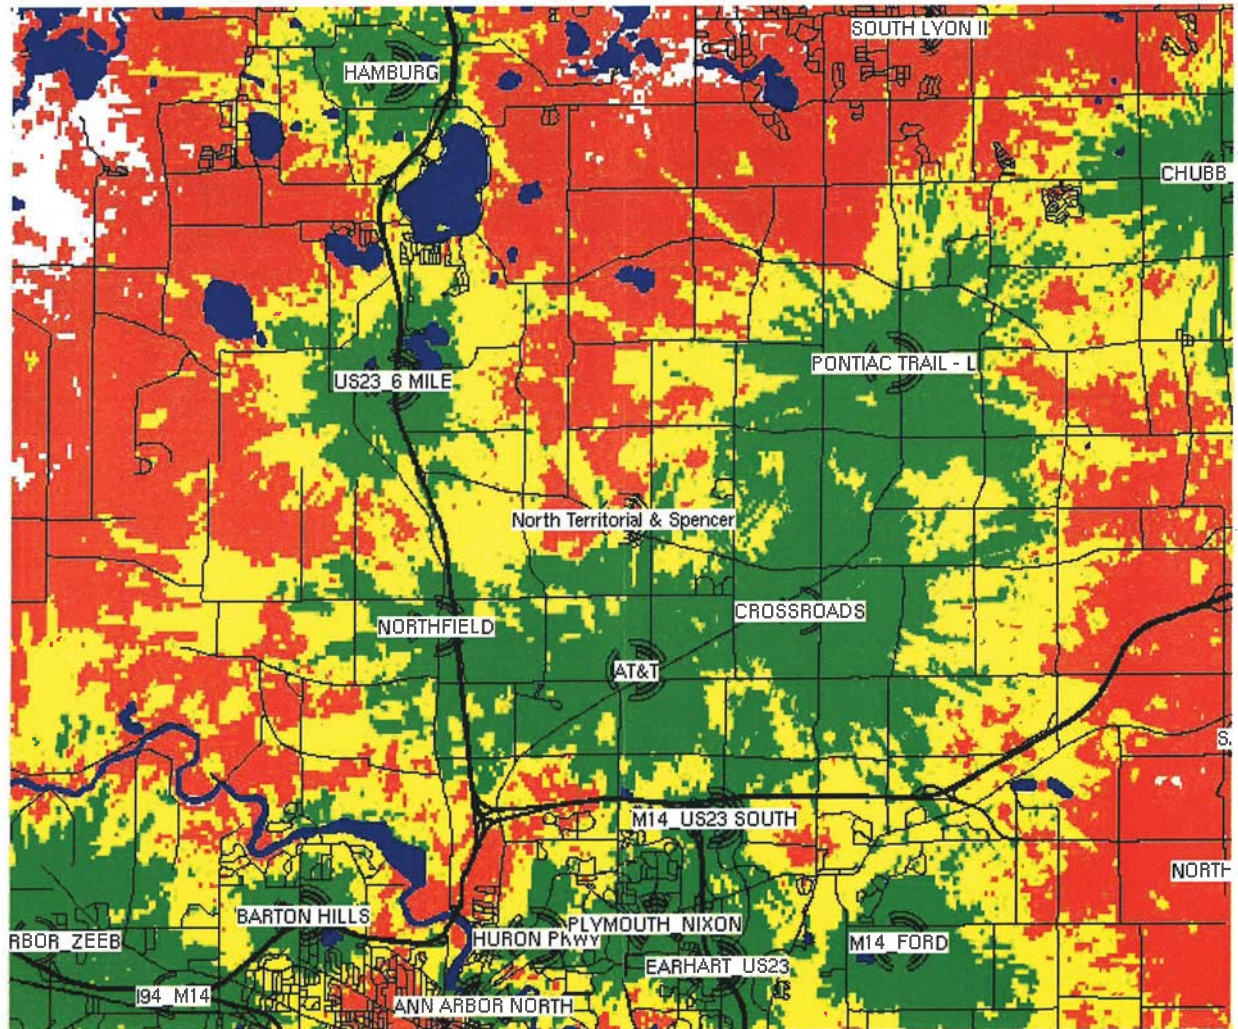 SOUTH LYON II
HAMBURG
CHUBB
PONTIAC TRAIL - L
US23_6 MILE
North Territorial & Spencer
CROSSROADS
NORTHFIELD
AT&T
S.
M14_US23 SOUTH
NORTH
BARTON HILLS
PLYMOUTH_NIXON
RBOR_ZEEB
HURON PKWY
M14_FORD
EARHART_US23
I94_M14
ANN ARBOR NORTH